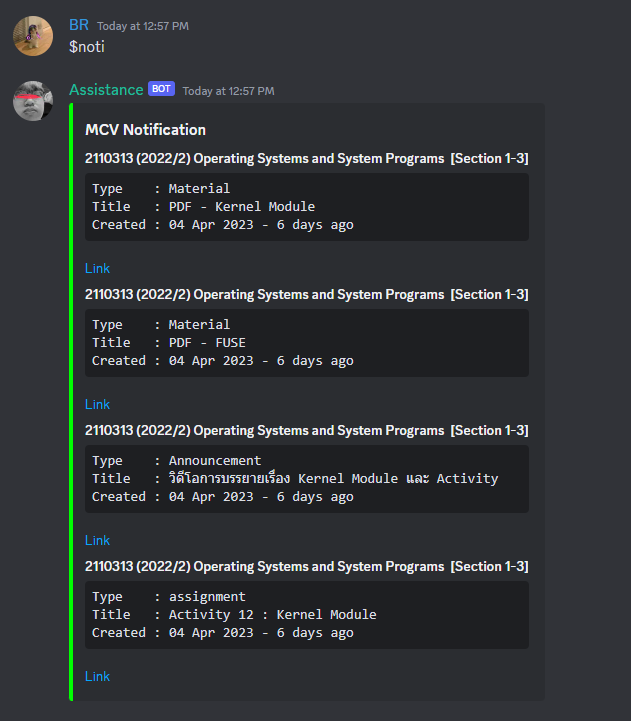 BR Today at 12:57 PM
$noti
Assistance BOT Today at 12:57 PM
MCV Notification
2110313 (2022/2) Operating Systems and System Programs [Section 1-3]
Type : Material
Title : PDF - Kernel Module
Created : 04 Apr 2023 - 6 days ago
Link
2110313 (2022/2) Operating Systems and System Programs [Section 1-3]
Type : Material
Title : PDF - FUSE
Created : 04 Apr 2023 - 6 days ago
Link
2110313 (2022/2) Operating Systems and System Programs [Section 1-3]
Type : Announcement
Title : วิดีโอการบรรยายเรื่อง Kernel Module และ Activity
Created : 04 Apr 2023 - 6 days ago
Link
2110313 (2022/2) Operating Systems and System Programs [Section 1-3]
Type : assignment
Title : Activity 12 : Kernel Module
Created : 04 Apr 2023 - 6 days ago
Link